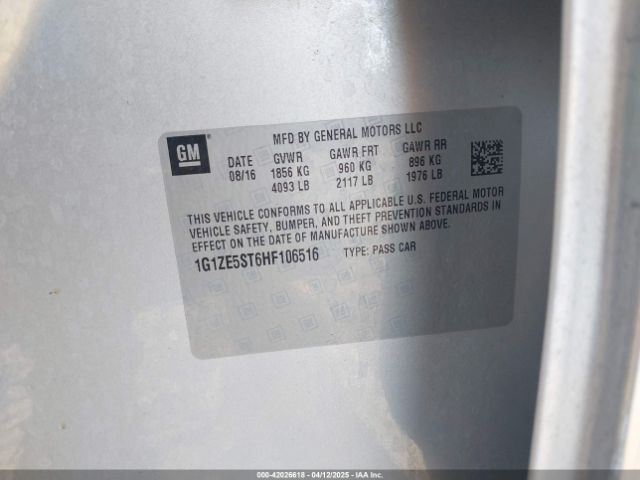 GM
MFD BY GENERAL MOTORS LLC
DATE GVWR GAWR FRT GAWR RR
08/16 1856 KG 960 KG 896 KG
4093 LB 2117 LB 1976 LB
THIS VEHICLE CONFORMS TO ALL APPLICABLE U.S. FEDERAL MOTOR
VEHICLE SAFETY, BUMPER, AND THEFT PREVENTION STANDARDS IN
EFFECT ON THE DATE OF MANUFACTURE SHOWN ABOVE.
1G1ZE5ST6HF106516 TYPE: PASS CAR
000-42026618 - 04/12/2025 - IAA Inc.